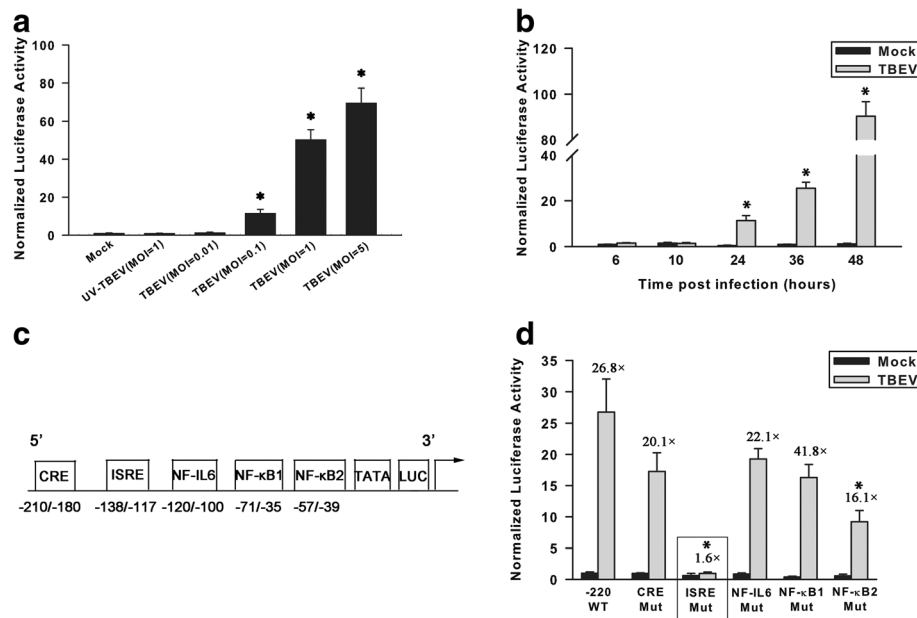 a
Normalized Luciferase Activity
100
80
60
40
20
0
*
*
*
Mock
UV-TBEV(MOI=1)
TBEV(MOI=0.01)
TBEV(MOI=0.1)
TBEV(MOI=1)
TBEV(MOI=5)
b
Normalized Luciferase Activity
120
100
80
40
20
0
Mock
TBEV
*
*
*
6 10 24 36 48
Time post infection (hours)
c
5' 3'
CRE ISRE NF-IL6 NF-κB1 NF-κB2 TATA LUC
-210/-180 -138/-117 -120/-100 -71/-35 -57/-39
d
Normalized Luciferase Activity
35
30
25
20
15
10
5
0
Mock
TBEV
26.8×
20.1×
*
1.6×
22.1×
41.8×
*
16.1×
-220 CRE ISRE NF-IL6 NF-κB1 NF-κB2
WT Mut Mut Mut Mut Mut